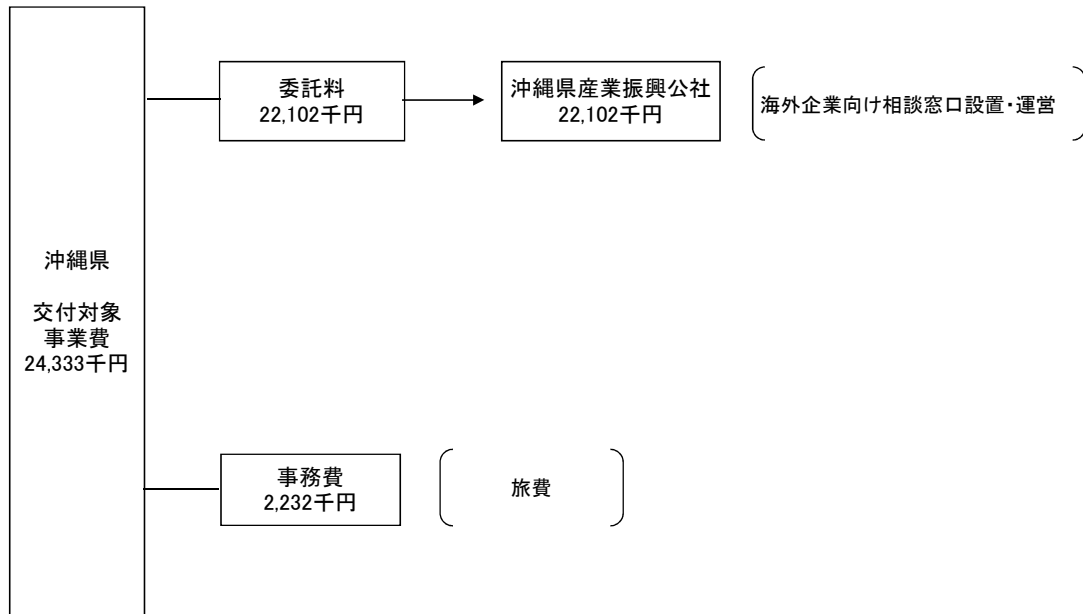 委託料
22,102千円
沖縄県産業振興公社
22,102千円
海外企業向け相談窓口設置・運営
沖縄県
交付対象
事業費
24,333千円
事務費
2,232千円
旅費